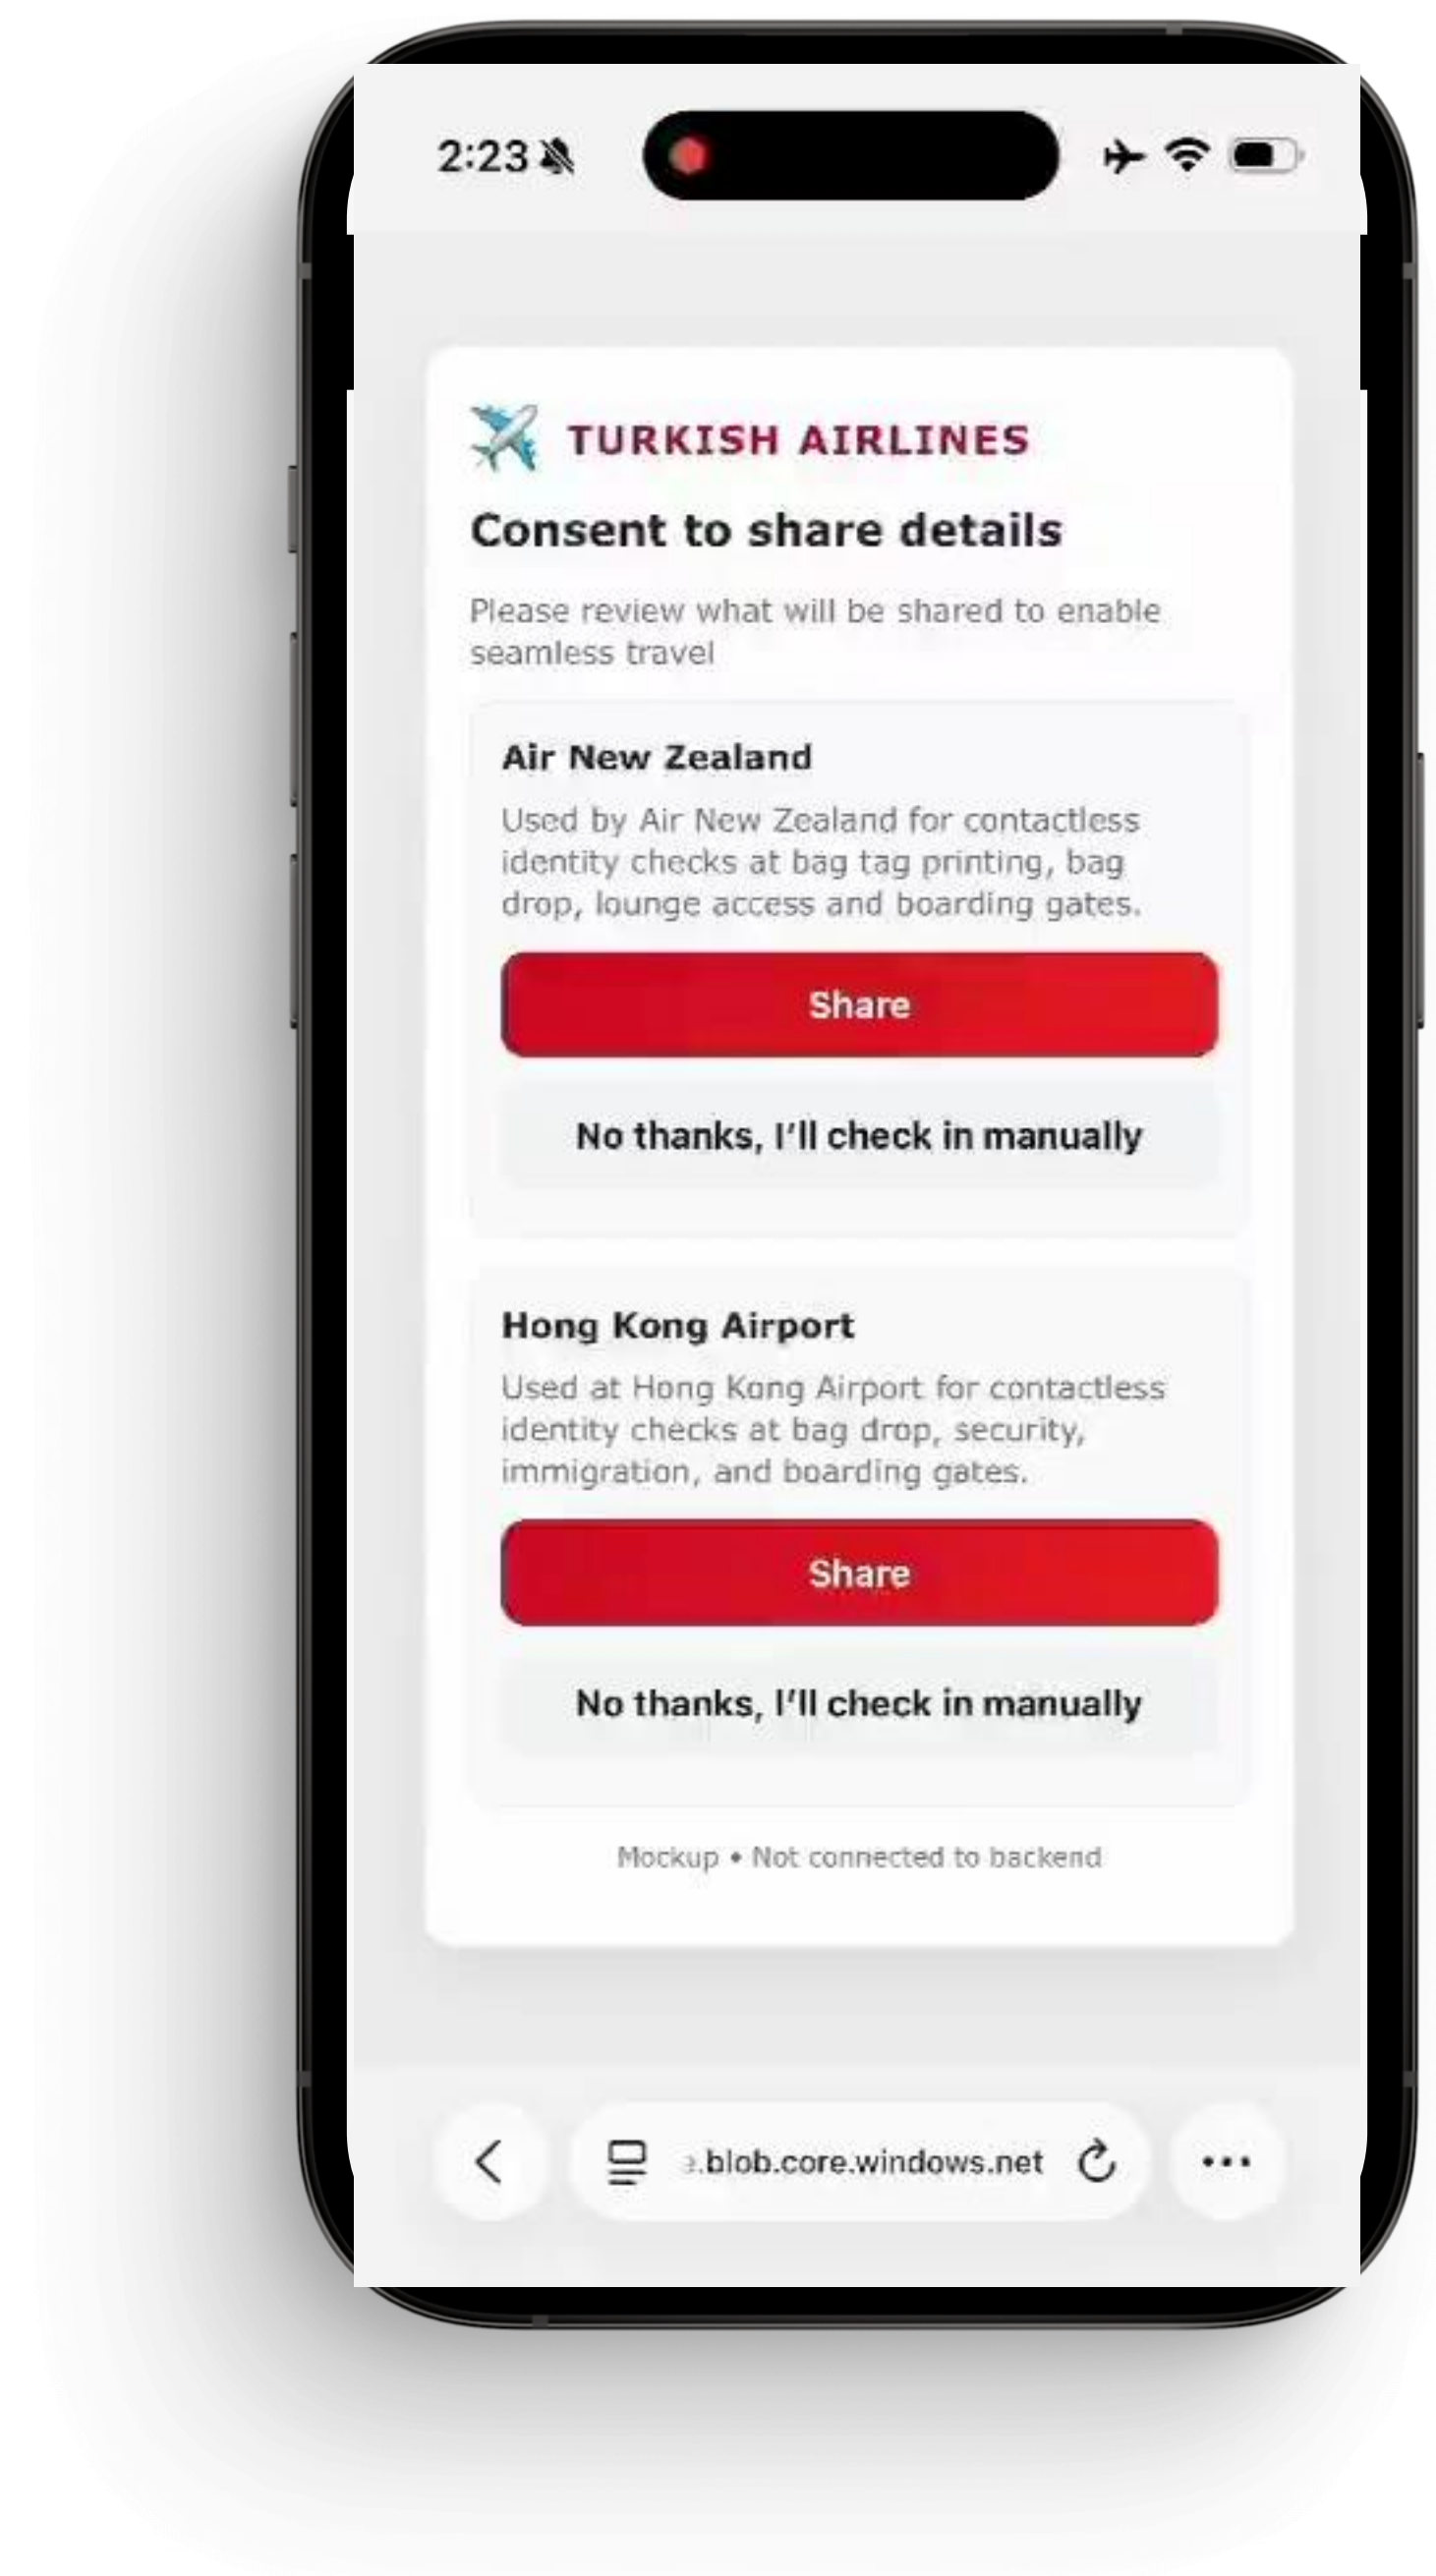 2:23
TURKISH AIRLINES
Consent to share details
Please review what will be shared to enable
seamless travel
Air New Zealand
Used by Air New Zealand for contactless
identity checks at bag tag printing, bag
drop, lounge access and boarding gates.
Share
No thanks, I'll check in manually
Hong Kong Airport
Used at Hong Kong Airport for contactless
identity checks at bag drop, security,
immigration, and boarding gates.
Share
No thanks, I'll check in manually
Mockup • Not connected to backend
.blob.core.windows.net